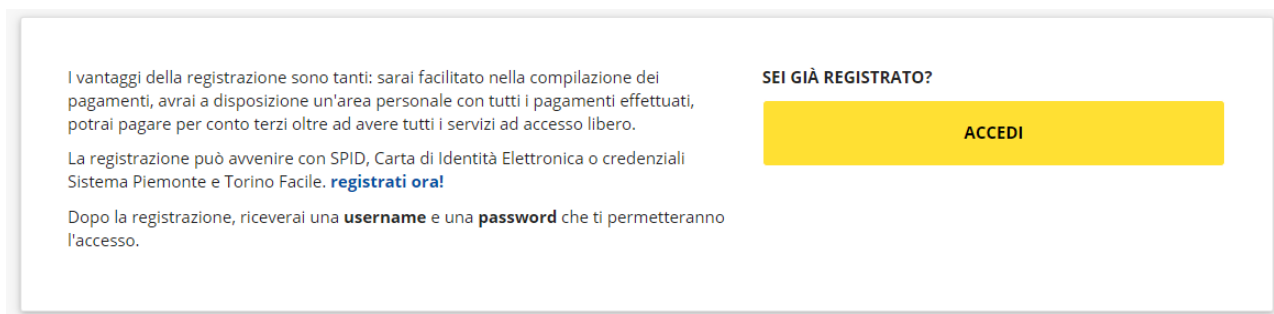 I vantaggi della registrazione sono tanti: sarai facilitato nella compilazione dei
pagamenti, avrai a disposizione un'area personale con tutti i pagamenti effettuati,
potrai pagare per conto terzi oltre ad avere tutti i servizi ad accesso libero.
La registrazione può avvenire con SPID, Carta di Identità Elettronica o credenziali
Sistema Piemonte e Torino Facile. registrati ora!
Dopo la registrazione, riceverai una username e una password che ti permetteranno
l'accesso.
SEI GIÀ REGISTRATO?
ACCEDI